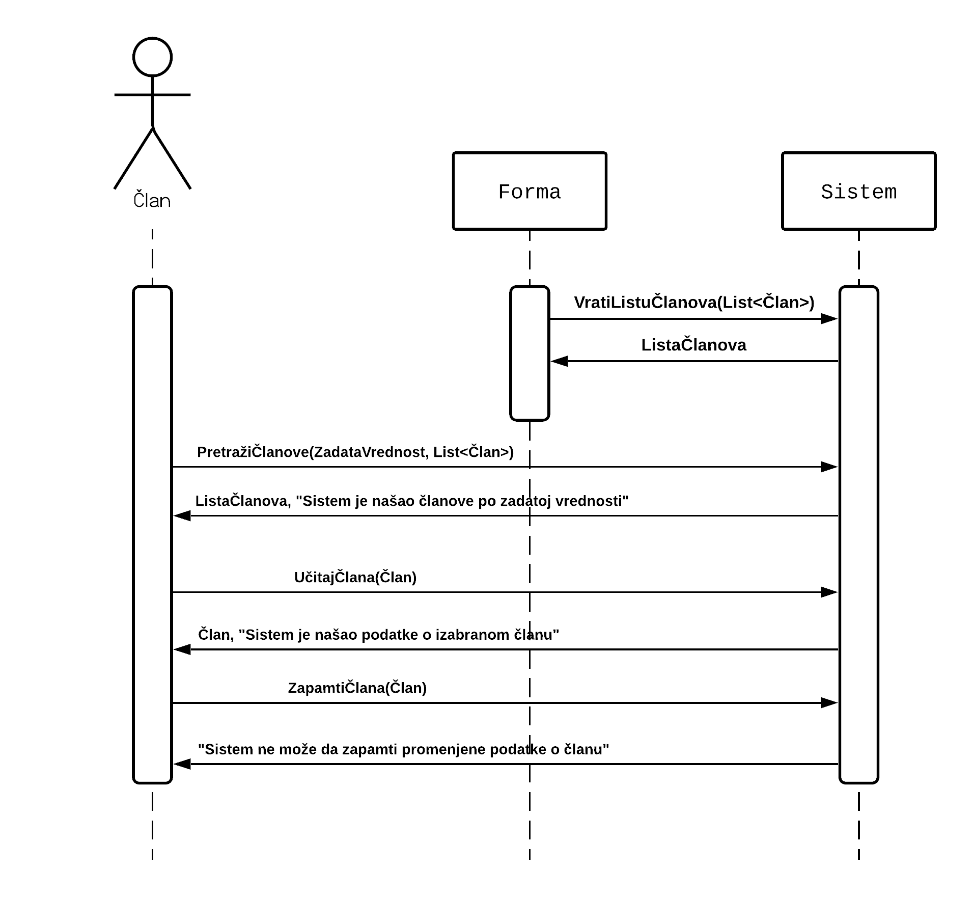 Član
Forma
Sistem
VratiListuČlanova(List<Član>)
ListaČlanova
PretražiČlanove(ZadataVrednost, List<Član>)
ListaČlanova, "Sistem je našao članove po zadatoj vrednosti"
UčitajČlana(Član)
Član, "Sistem je našao podatke o izabranom članu"
ZapamtiČlana(Član)
"Sistem ne može da zapamti promenjene podatke o članu"